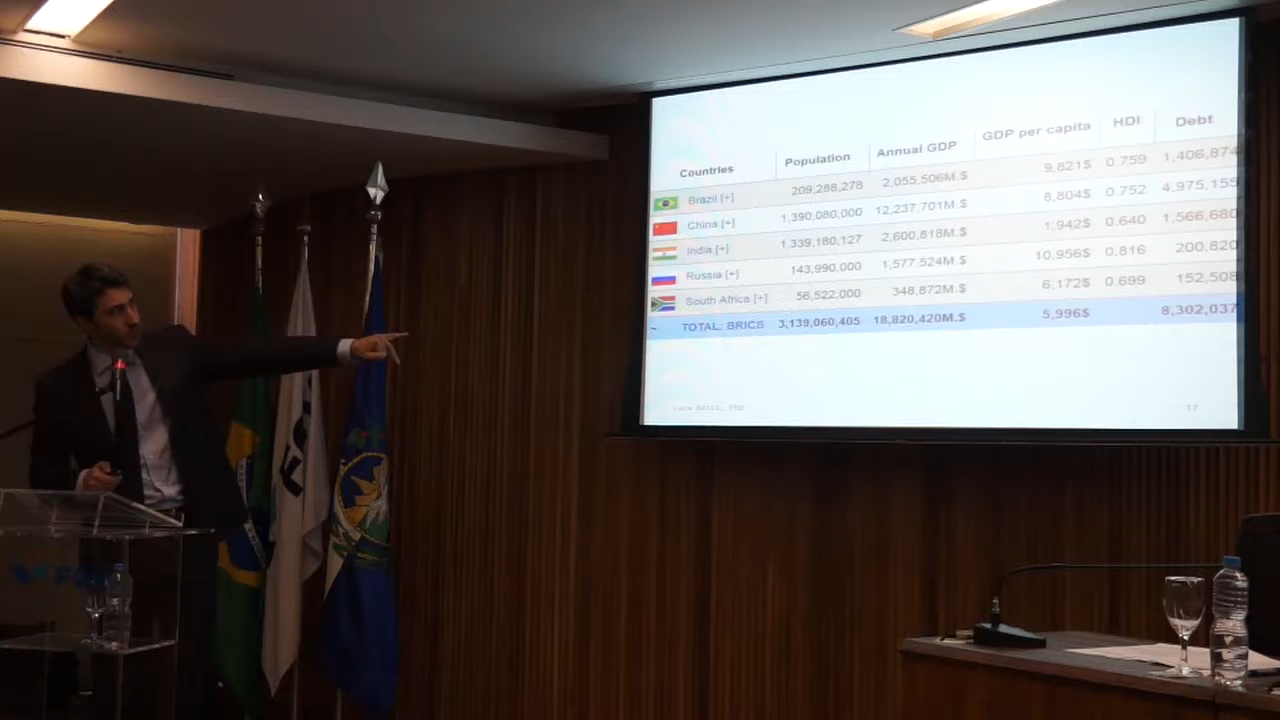 Countries Population Annual GDP GDP per capita HDI Debt
Brazil [+] 209,288,278 2,055,506M.$ 9,821$ 0.759 1,406,874
China [+] 1,390,080,000 12,237,701M.$ 8,804$ 0.752 4,975,155
India [+] 1,339,180,127 2,600,818M.$ 1,942$ 0.640 1,566,680
Russia [+] 143,990,000 1,577,524M.$ 10,956$ 0.816 200,820
South Africa [+] 56,522,000 348,872M.$ 6,172$ 0.699 152,508
~ TOTAL: BRICS 3,139,060,405 18,820,420M.$ 5,996$ 8,302,037
17